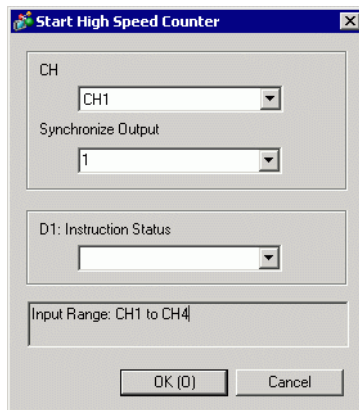 Start High Speed Counter
CH
CH1
Synchronize Output
1
D1: Instruction Status
Input Range: CH1 to CH4
OK (O)
Cancel